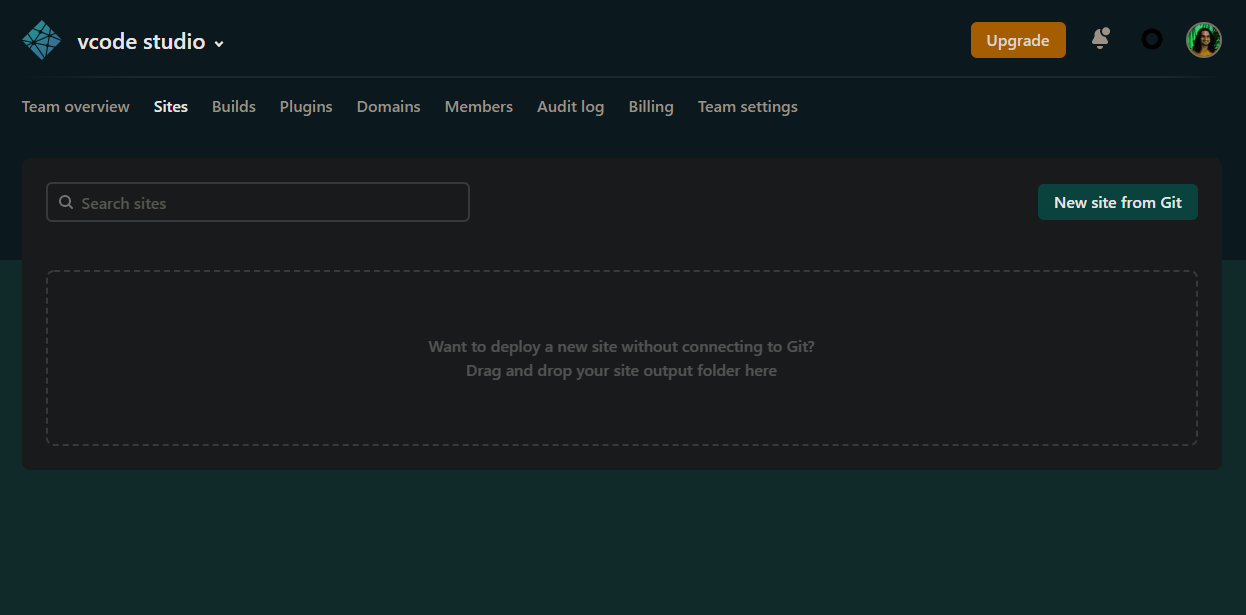 vcode studio
Upgrade
Team overview Sites Builds Plugins Domains Members Audit log Billing Team settings
Search sites
New site from Git
Want to deploy a new site without connecting to Git?
Drag and drop your site output folder here